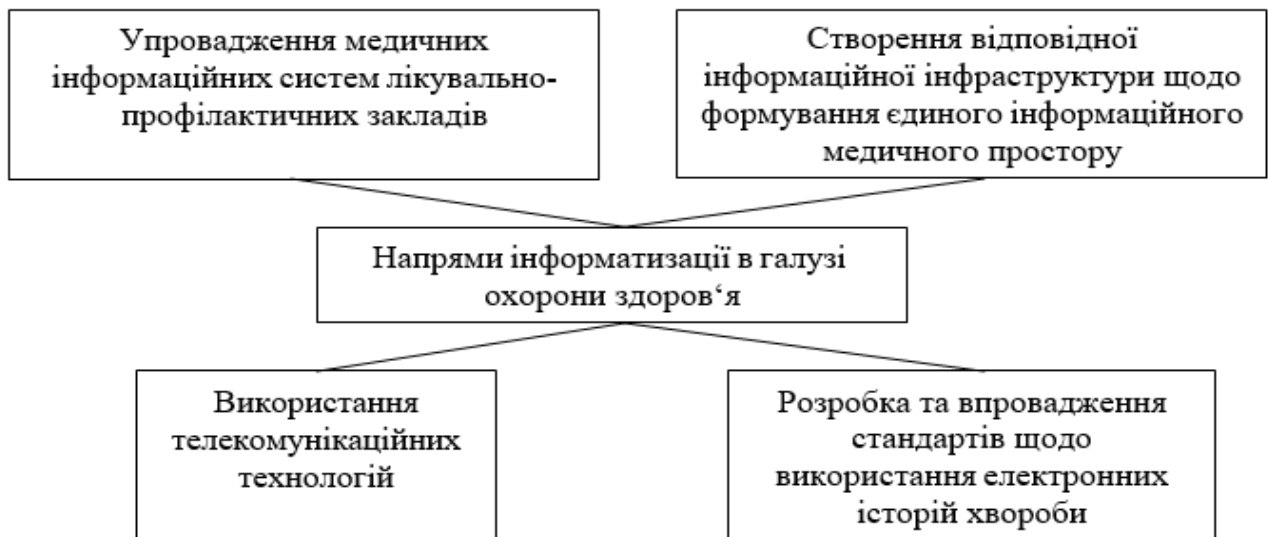 Упровадження медичних
інформаційних систем лікувально-
профілактичних закладів
Створення відповідної
інформаційної інфраструктури щодо
формування єдиного інформаційного
медичного простору
Напрями інформатизації в галузі
охорони здоров‘я
Використання
телекомунікаційних
технологій
Розробка та впровадження
стандартів щодо
використання електронних
історій хвороби